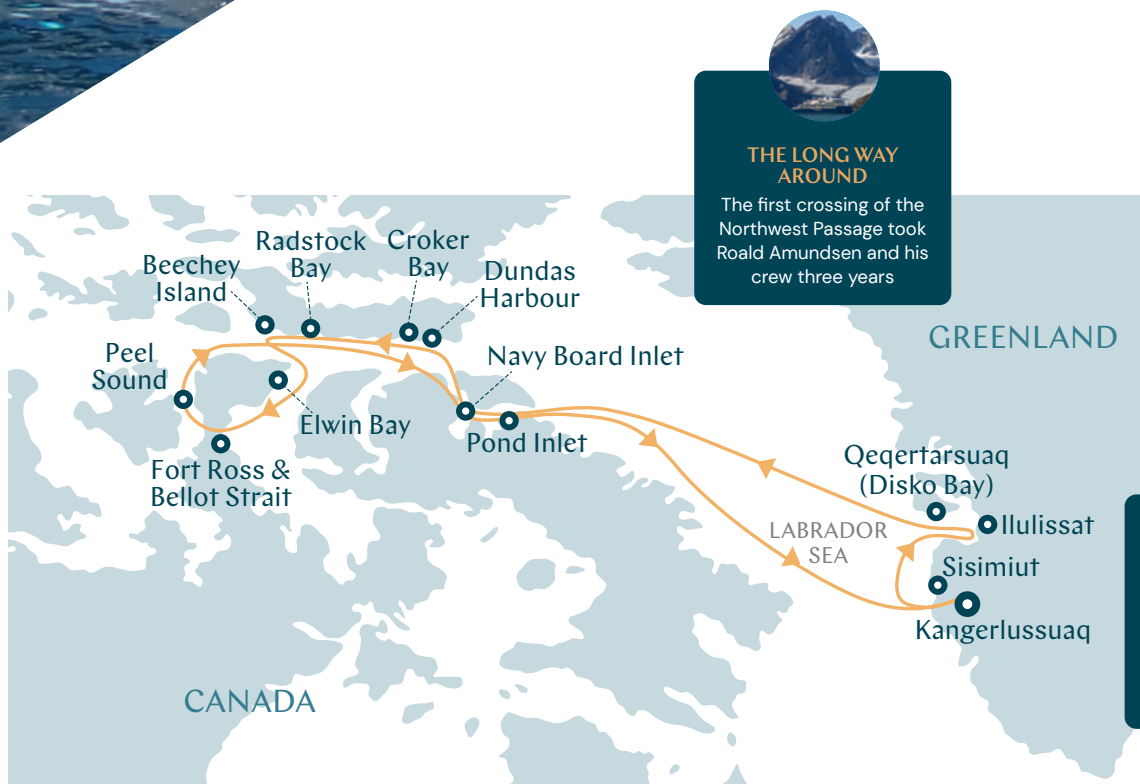 THE LONG WAY
AROUND
The first crossing of the
Northwest Passage took
Roald Amundsen and his
crew three years
Radstock
Bay
Croker
Bay
Beechey
Island
Dundas
Harbour
GREENLAND
Peel
Sound
Navy Board Inlet
Elwin Bay
Pond Inlet
Fort Ross &
Bellot Strait
Qeqertarsuaq
(Disko Bay)
Ilulissat
LABRADOR
SEA
Sisimiut
Kangerlussuaq
CANADA